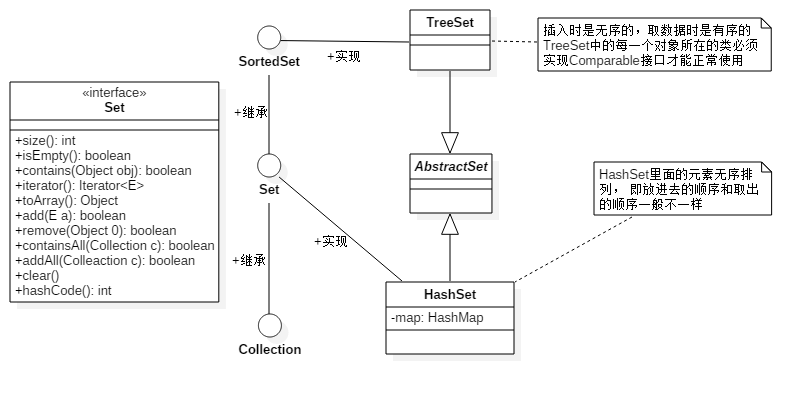 TreeSet
插入时是无序的，取数据时是有序的
TreeSet中的每一个对象所在的类必须
实现Comparable接口才能正常使用
+实现
SortedSet
«interface»
Set
+size(): int
+isEmpty(): boolean
+contains(Object obj): boolean
+iterator(): Iterator<E>
+toArray(): Object
+add(E a): boolean
+remove(Object 0): boolean
+containsAll(Collection c): boolean
+addAll(Colleaction c): boolean
+clear()
+hashCode(): int
+继承
Set
AbstractSet
HashSet里面的元素无序排
列， 即放进去的顺序和取出
的顺序一般不一样
+实现
+继承
HashSet
-map: HashMap
Collection